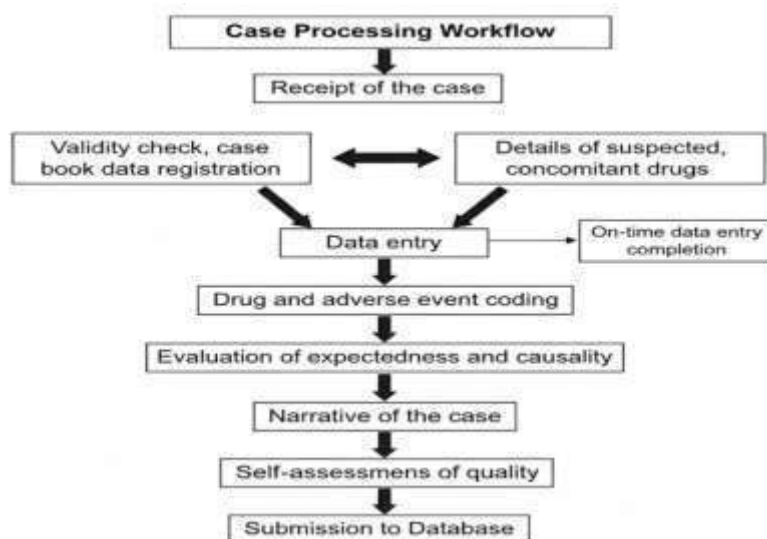 Case Processing Workflow
Receipt of the case
Validity check, case
book data registration
Details of suspected,
concomitant drugs
Data entry
On-time data entry
completion
Drug and adverse event coding
Evaluation of expectedness and causality
Narrative of the case
Self-assessmens of quality
Submission to Database